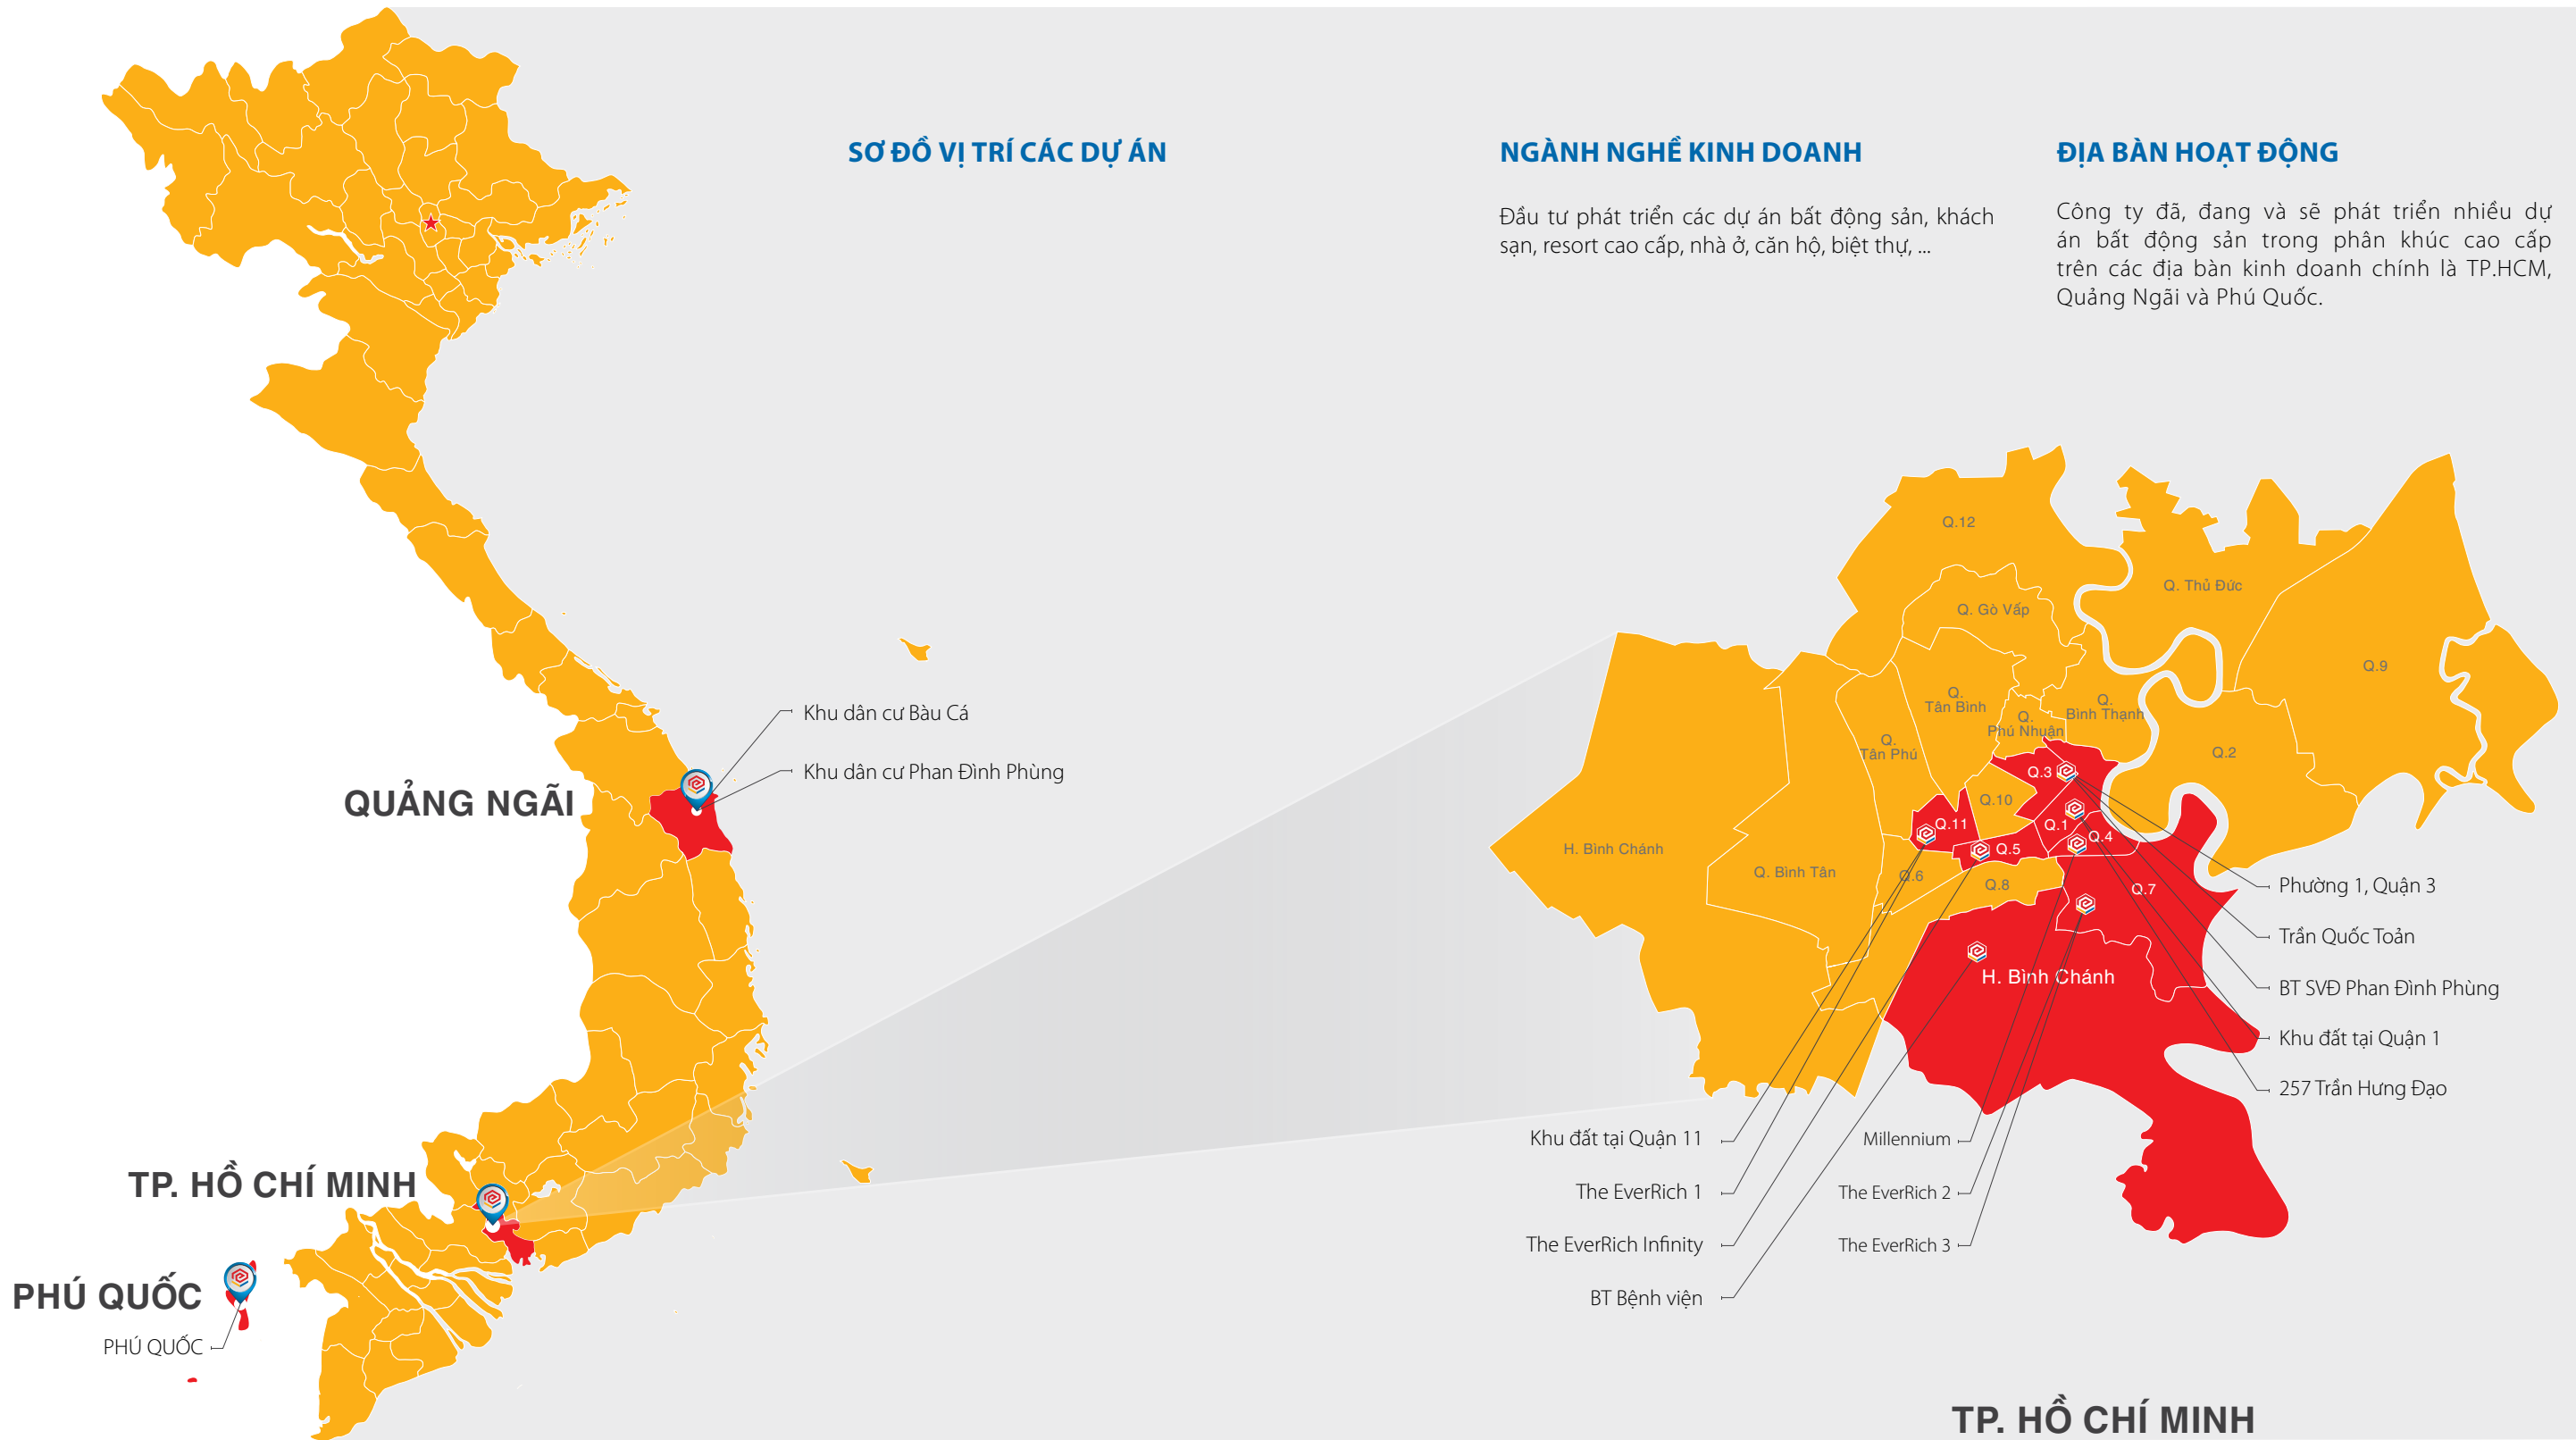 SƠ ĐỒ VỊ TRÍ CÁC DỰ ÁN
NGÀNH NGHỀ KINH DOANH
Đầu tư phát triển các dự án bất động sản, khách
sạn, resort cao cấp, nhà ở, căn hộ, biệt thự, ...
ĐỊA BÀN HOẠT ĐỘNG
Công ty đã, đang và sẽ phát triển nhiều dự
án bất động sản trong phân khúc cao cấp
trên các địa bàn kinh doanh chính là TP.HCM,
Quảng Ngãi và Phú Quốc.
Khu dân cư Bàu Cá
Khu dân cư Phan Đình Phùng
QUẢNG NGÃI
TP. HỒ CHÍ MINH
PHÚ QUỐC
PHÚ QUỐC
Q.12
Q. Thủ Đức
Q. Gò Vấp
Q.9
Q.
Tân Bình
Q.
Bình Thạnh
Q.
Phú Nhuận
Q.
Tân Phú
Q.2
Q.3
Q.10
Q.11
Q.1
Q.4
Q.5
H. Bình Chánh
Q. Bình Tân
Q.6
Q.8
Q.7
H. Bình Chánh
Phường 1, Quận 3
Trần Quốc Toản
BT SVĐ Phan Đình Phùng
Khu đất tại Quận 1
257 Trần Hưng Đạo
Khu đất tại Quận 11
The EverRich 1
The EverRich Infinity
BT Bệnh viện
Millennium
The EverRich 2
The EverRich 3
TP. HỒ CHÍ MINH